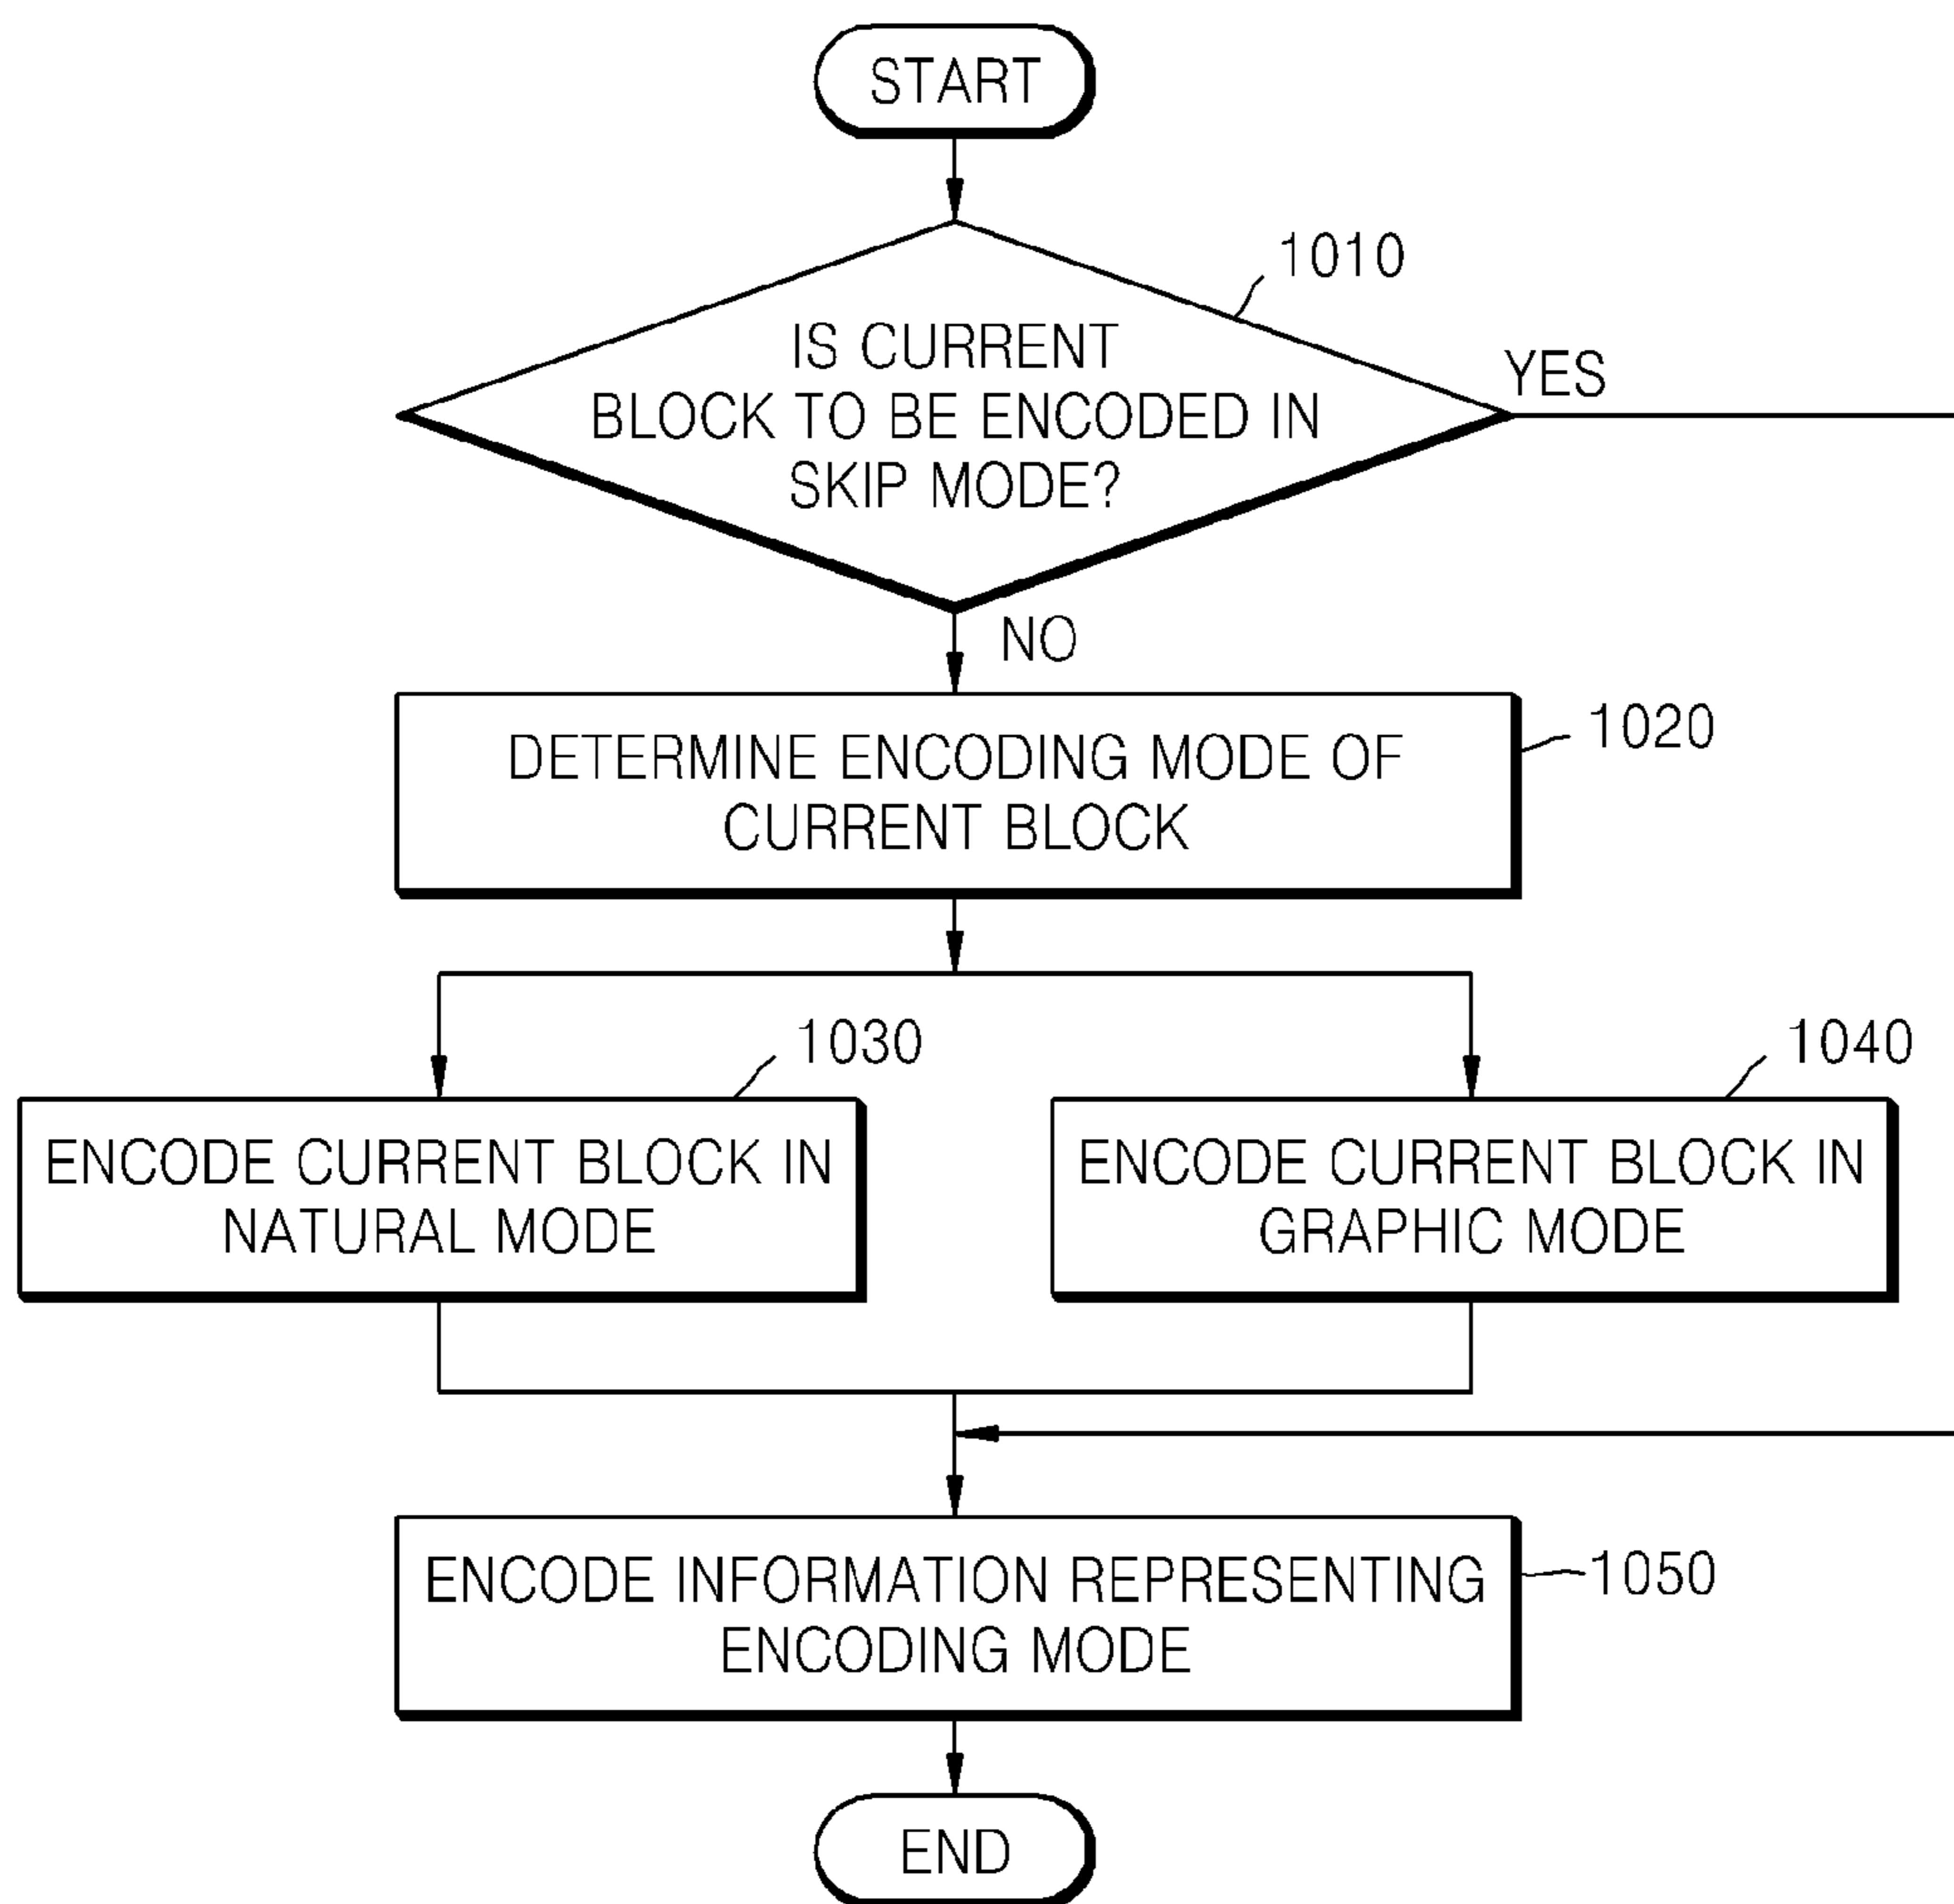 START
1010
IS CURRENT
BLOCK TO BE ENCODED IN
SKIP MODE?
YES
NO
1020
DETERMINE ENCODING MODE OF
CURRENT BLOCK
1030
ENCODE CURRENT BLOCK IN
NATURAL MODE
1040
ENCODE CURRENT BLOCK IN
GRAPHIC MODE
ENCODE INFORMATION REPRESENTING
ENCODING MODE
1050
END